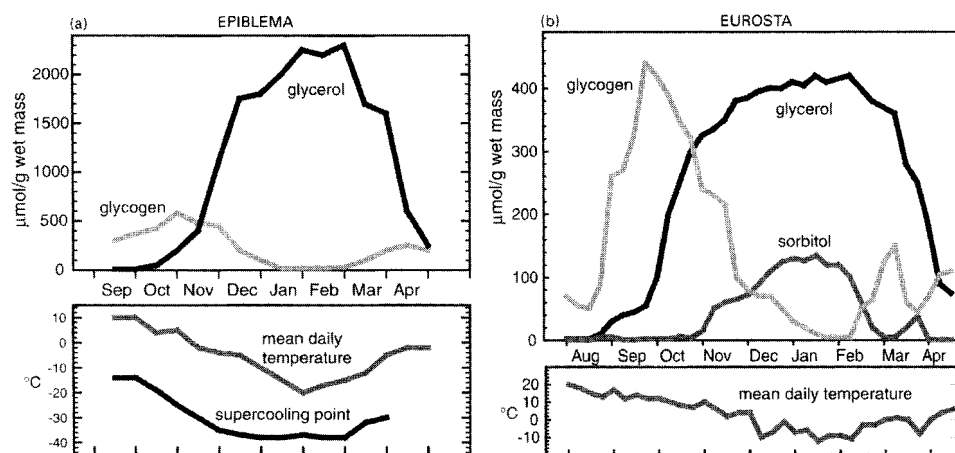 (a) EPIBLEMA
μmol/g wet mass
2000
1500
1000
500
0
glycerol
glycogen
Sep Oct Nov Dec Jan Feb Mar Apr
°C
10
0
-10
-20
-30
-40
mean daily
temperature
supercooling point
(b) EUROSTA
μmol/g wet mass
400
300
200
100
0
glycogen
glycerol
sorbitol
Aug Sep Oct Nov Dec Jan Feb Mar Apr
°C
20
10
0
-10
mean daily temperature